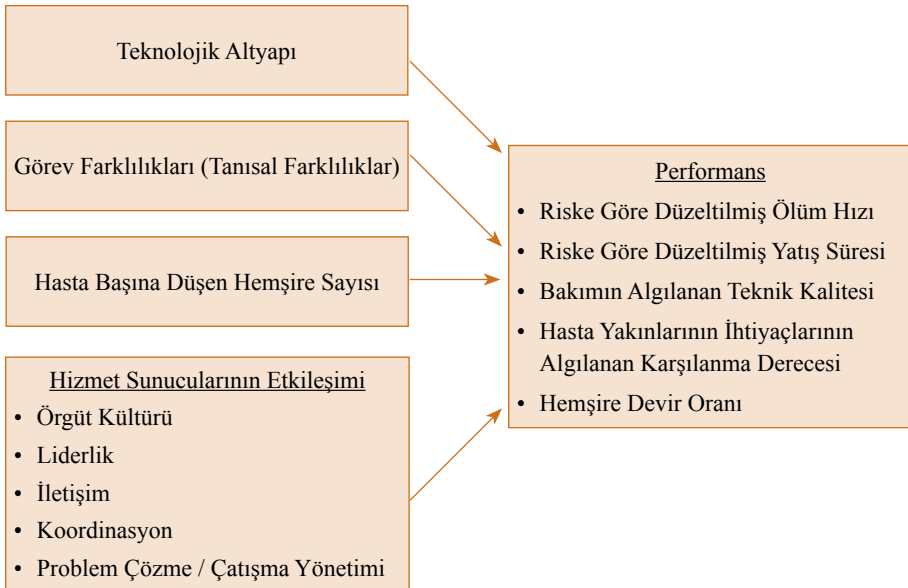 Teknolojik Altyapı
Görev Farklılıkları (Tanısal Farklılıklar)
Hasta Başına Düşen Hemşire Sayısı
Hizmet Sunucularının Etkileşimi
• Örgüt Kültürü
• Liderlik
• İletişim
• Koordinasyon
• Problem Çözme / Çatışma Yönetimi
Performans
• Riske Göre Düzeltilmiş Ölüm Hızı
• Riske Göre Düzeltilmiş Yatış Süresi
• Bakımın Algılanan Teknik Kalitesi
• Hasta Yakınlarının İhtiyaçlarının
Algılanan Karşılanma Derecesi
• Hemşire Devir Oranı